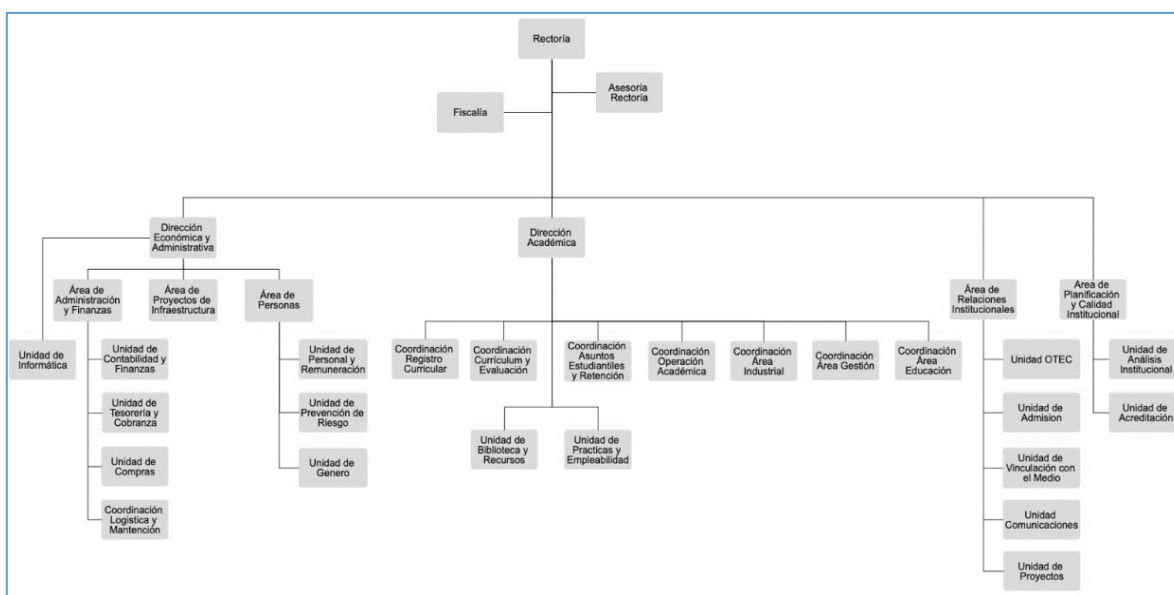 Rectoría
Asesoría
Rectoría
Fiscalía
Dirección
Económica y
Administrativa
Dirección
Académica
Área de
Administración
y Finanzas
Área de
Proyectos de
Infraestructura
Área de
Personas
Área de
Relaciones
Institucionales
Area de
Planificación
y Calidad
Institucional
Unidad de
Informática
Unidad de
Contabilidad y
Finanzas
Unidad de
Personal y
Remuneración
Coordinación
Registro
Curricular
Coordinación
Currículum y
Evaluación
Coordinación
Asuntos
Estudiantiles
y Retención
Coordinación
Operación
Académica
Coordinación
Área
Industrial
Coordinación
Área Gestión
Coordinación
Área
Educación
Unidad OTEC
Unidad de
Análisis
Institucional
Unidad de
Tesorería y
Cobranza
Unidad de
Prevención de
Riesgo
Unidad de
Admision
Unidad de
Acreditación
Unidad de
Biblioteca y
Recursos
Unidad de
Practicas y
Empleabilidad
Unidad de
Compras
Unidad de
Genero
Unidad de
Vinculación con
el Medio
Coordinación
Logística y
Mantención
Unidad
Comunicaciones
Unidad de
Proyectos